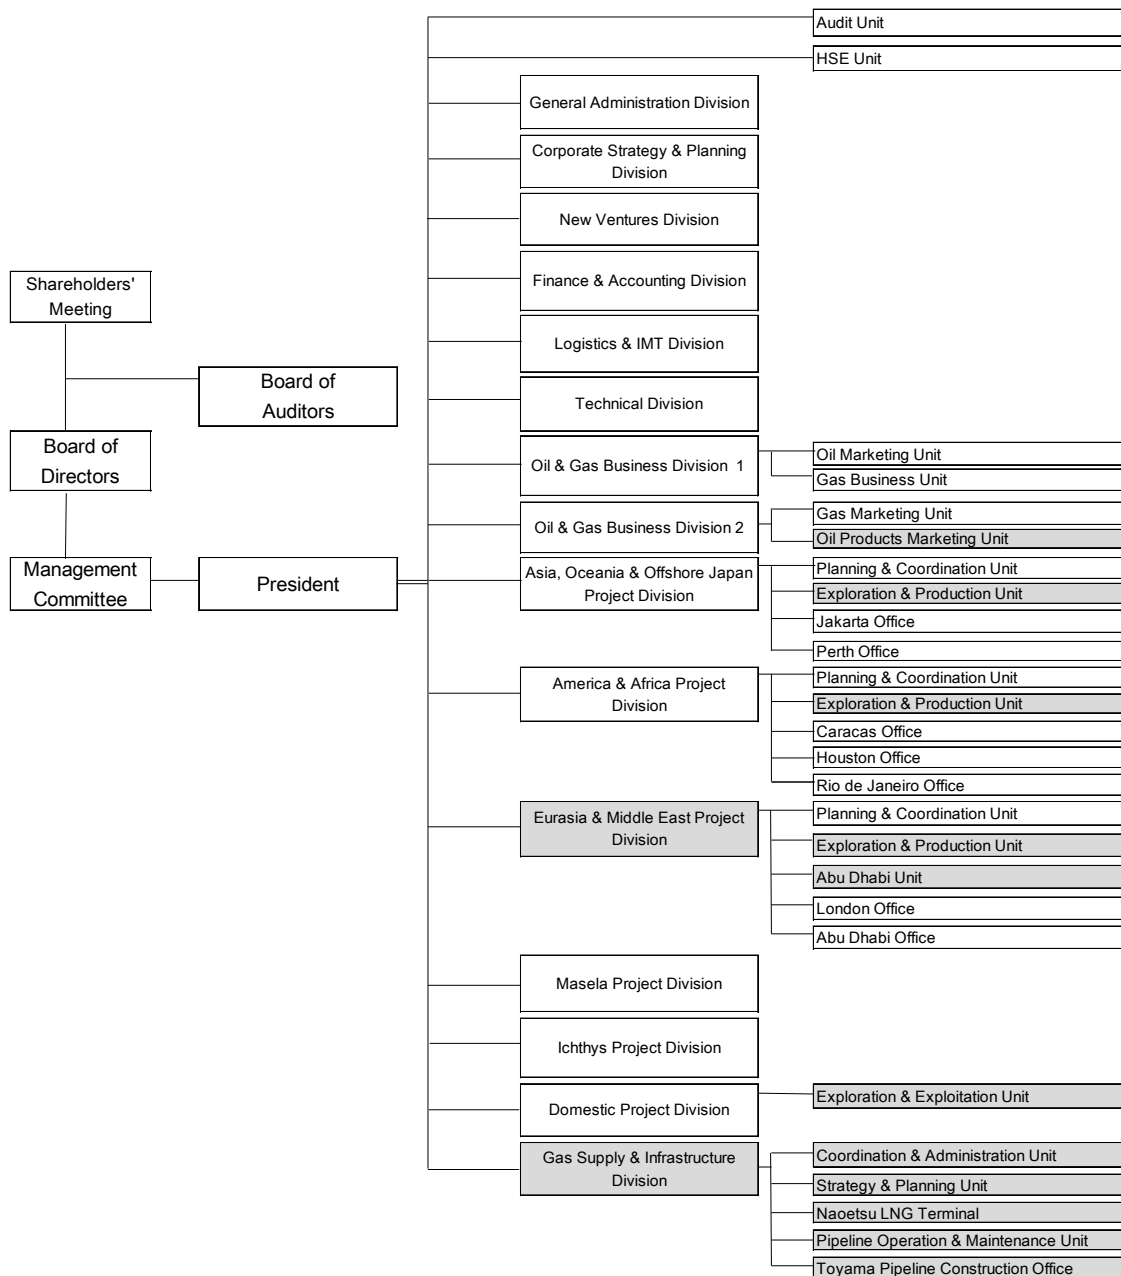 Audit Unit
HSE Unit
General Administration Division
Corporate Strategy & Planning
Division
New Ventures Division
Finance & Accounting Division
Shareholders'
Meeting
Logistics & IMT Division
Board of
Auditors
Technical Division
Board of
Directors
Oil & Gas Business Division 1
Oil Marketing Unit
Gas Business Unit
Oil & Gas Business Division 2
Gas Marketing Unit
Oil Products Marketing Unit
Management
Committee
President
Asia, Oceania & Offshore Japan
Project Division
Planning & Coordination Unit
Exploration & Production Unit
Jakarta Office
Perth Office
America & Africa Project
Division
Planning & Coordination Unit
Exploration & Production Unit
Caracas Office
Houston Office
Rio de Janeiro Office
Eurasia & Middle East Project
Division
Planning & Coordination Unit
Exploration & Production Unit
Abu Dhabi Unit
London Office
Abu Dhabi Office
Masela Project Division
Ichthys Project Division
Domestic Project Division
Exploration & Exploitation Unit
Gas Supply & Infrastructure
Division
Coordination & Administration Unit
Strategy & Planning Unit
Naoetsu LNG Terminal
Pipeline Operation & Maintenance Unit
Toyama Pipeline Construction Office